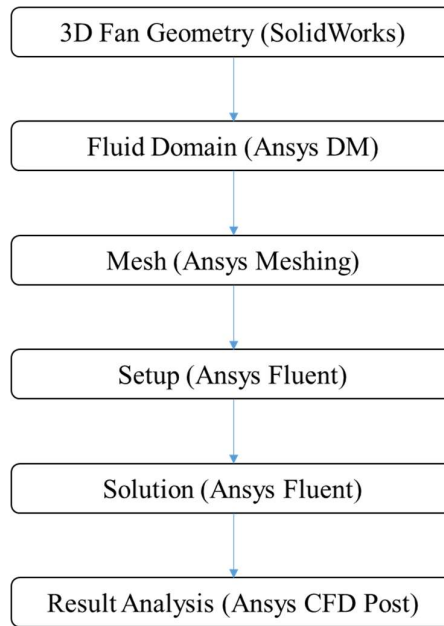 3D Fan Geometry (SolidWorks)
Fluid Domain (Ansys DM)
Mesh (Ansys Meshing)
Setup (Ansys Fluent)
Solution (Ansys Fluent)
Result Analysis (Ansys CFD Post)